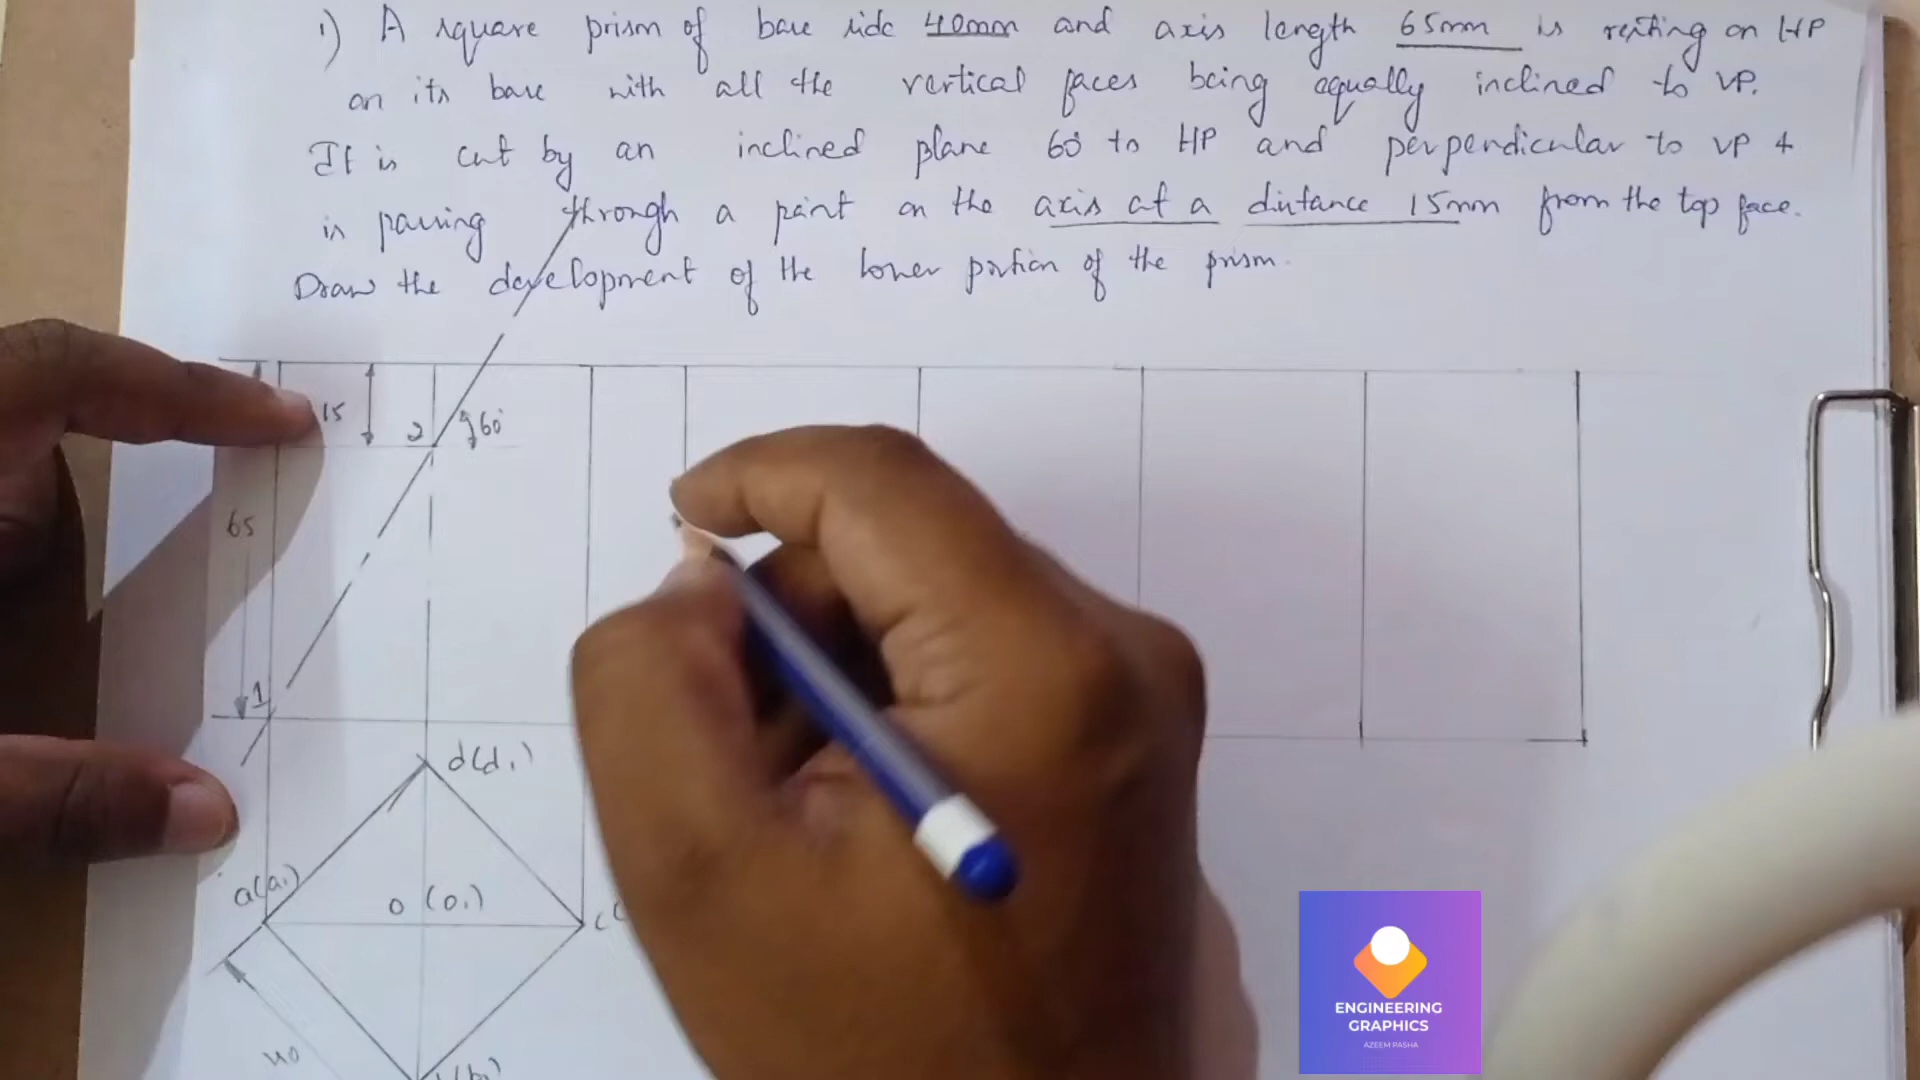 1) A square prism of base side 40mm and axis length 65mm is resting on HP
on its base with all the vertical faces being equally inclined to VP.
It is cut by an inclined plane 60° to HP and perpendicular to VP +
is passing through a point on the axis at a distance 15mm from the top face.
Draw the development of the lower portion of the prism.
15
2
60°
65
1
d(d₁)
a(a₁)
o (o₁)
c(
40
ENGINEERING
GRAPHICS
AZEEM PASHA